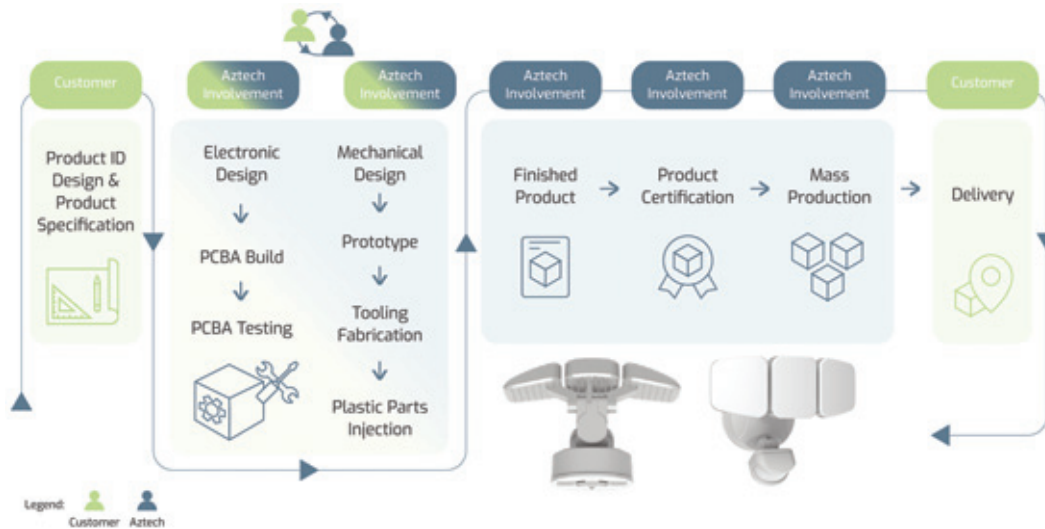 Customer
Product ID
Design &
Product
Specification
Aztech
Involvement
Electronic
Design
PCBA Build
PCBA Testing
Aztech
Involvement
Mechanical
Design
Prototype
Tooling
Fabrication
Plastic Parts
Injection
Aztech
Involvement
Finished
Product
Aztech
Involvement
Product
Certification
Aztech
Involvement
Mass
Production
Customer
Delivery
Legend:
Customer
Aztech